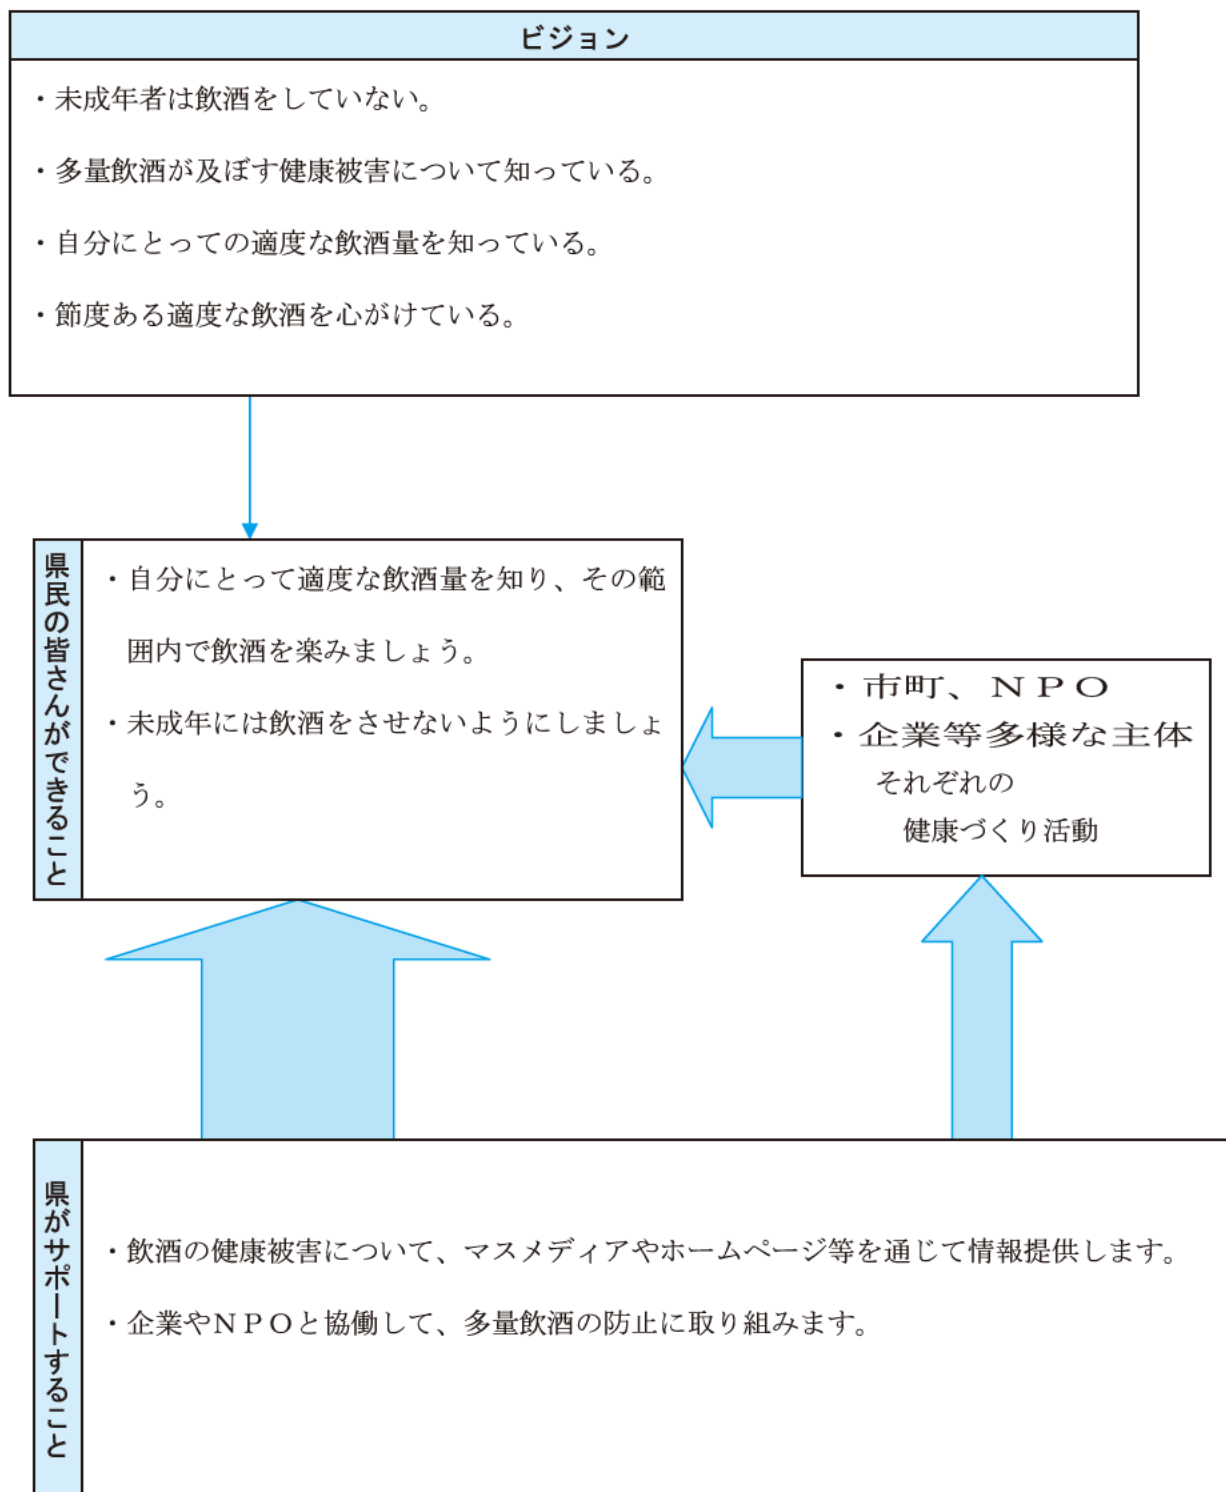 ビジョン
・未成年者は飲酒をしていない。
・多量飲酒が及ぼす健康被害について知っている。
・自分にとっての適度な飲酒量を知っている。
・節度ある適度な飲酒を心がけている。
県民の皆さんができること
・自分にとって適度な飲酒量を知り、その範
囲内で飲酒を楽みましょう。
・未成年には飲酒をさせないようにしましょ
う。
・市町、ＮＰＯ
・企業等多様な主体
それぞれの
健康づくり活動
県がサポートすること
・飲酒の健康被害について、マスメディアやホームページ等を通じて情報提供します。
・企業やＮＰＯと協働して、多量飲酒の防止に取り組みます。